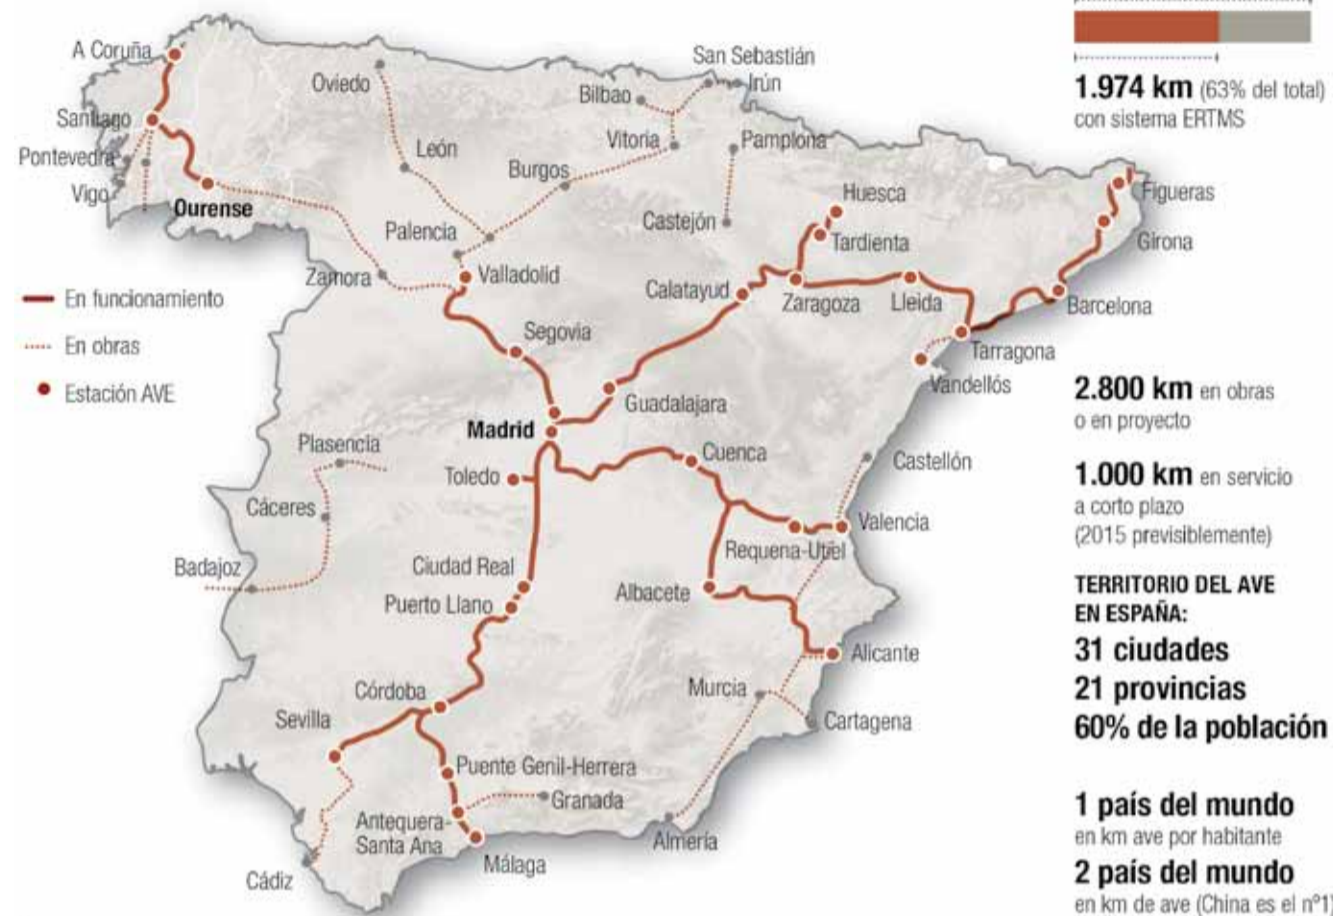 A Coruña
Santiago
Pontevedra
Vigo
Ourense
Oviedo
León
Palencia
Zamora
Burgos
Bilbao
Vitoria
San Sebastián
Irún
Pamplona
Castejón
Huesca
Tardienta
Calatayud
Zaragoza
Lleida
Figueras
Girona
Barcelona
Tarragona
Vandellós
Valladolid
Segovia
Guadalajara
Madrid
Toledo
Cuenca
Castellón
Valencia
Requena-Utiel
Albacete
Alicante
Murcia
Cartagena
Plasencia
Cáceres
Badajoz
Ciudad Real
Puerto Llano
Córdoba
Sevilla
Puente Genil-Herrera
Granada
Antequera-
Santa Ana
Málaga
Almería
Cádiz
En funcionamiento
En obras
Estación AVE
1.974 km (63% del total)
con sistema ERTMS
2.800 km en obras
o en proyecto
1.000 km en servicio
a corto plazo
(2015 previsiblemente)
TERRITORIO DEL AVE
EN ESPAÑA:
31 ciudades
21 provincias
60% de la población
1 país del mundo
en km ave por habitante
2 país del mundo
en km de ave (China es el nº1)